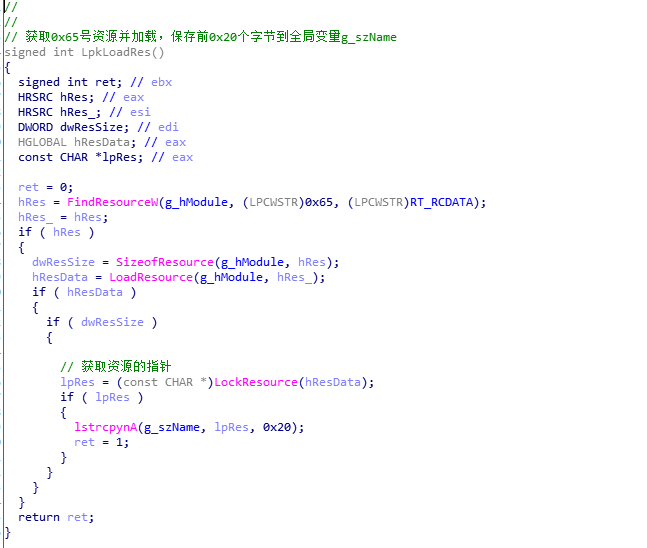 //
//
// 获取0x65号资源并加载，保存前0x20个字节到全局变量g_szName
signed int LpkLoadRes()
{
  signed int ret; // ebx
  HRSRC hRes; // eax
  HRSRC hRes_; // esi
  DWORD dwResSize; // edi
  HGLOBAL hResData; // eax
  const CHAR *lpRes; // eax

  ret = 0;
  hRes = FindResourceW(g_hModule, (LPCWSTR)0x65, (LPCWSTR)RT_RCDATA);
  hRes_ = hRes;
  if ( hRes )
  {
    dwResSize = SizeofResource(g_hModule, hRes);
    hResData = LoadResource(g_hModule, hRes_);
    if ( hResData )
    {
      if ( dwResSize )
      {

        // 获取资源的指针
        lpRes = (const CHAR *)LockResource(hResData);
        if ( lpRes )
        {
          lstrcpynA(g_szName, lpRes, 0x20);
          ret = 1;
        }
      }
    }
  }
  return ret;
}